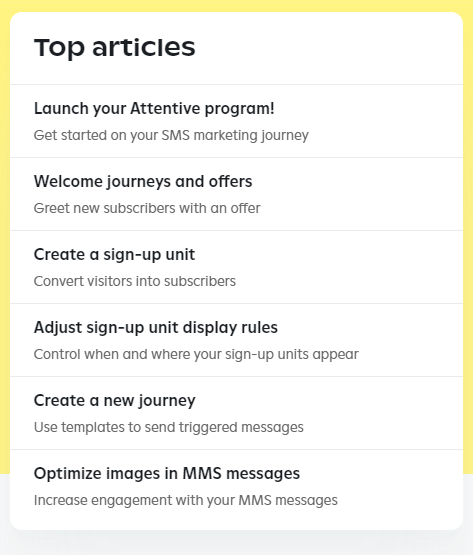 Top articles
Launch your Attentive program!
Get started on your SMS marketing journey
Welcome journeys and offers
Greet new subscribers with an offer
Create a sign-up unit
Convert visitors into subscribers
Adjust sign-up unit display rules
Control when and where your sign-up units appear
Create a new journey
Use templates to send triggered messages
Optimize images in MMS messages
Increase engagement with your MMS messages